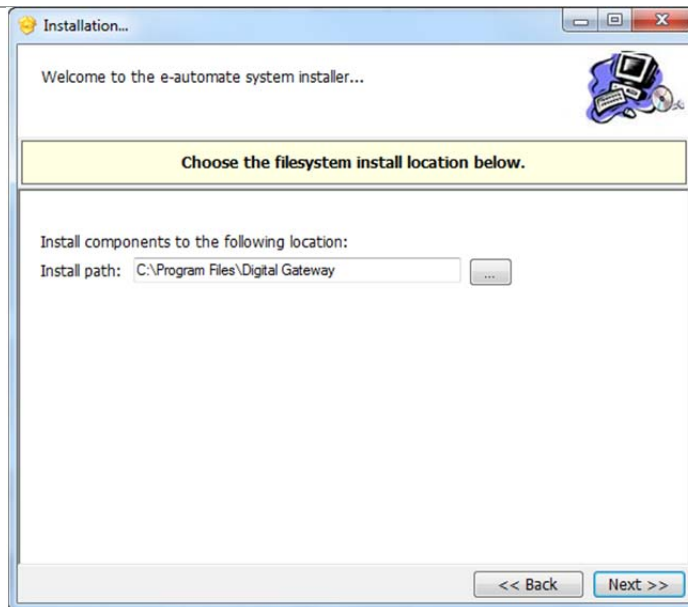 Installation...
Welcome to the e-automate system installer...
Choose the filesystem install location below.
Install components to the following location:
Install path: C:\Program Files\Digital Gateway ...
<< Back Next >>